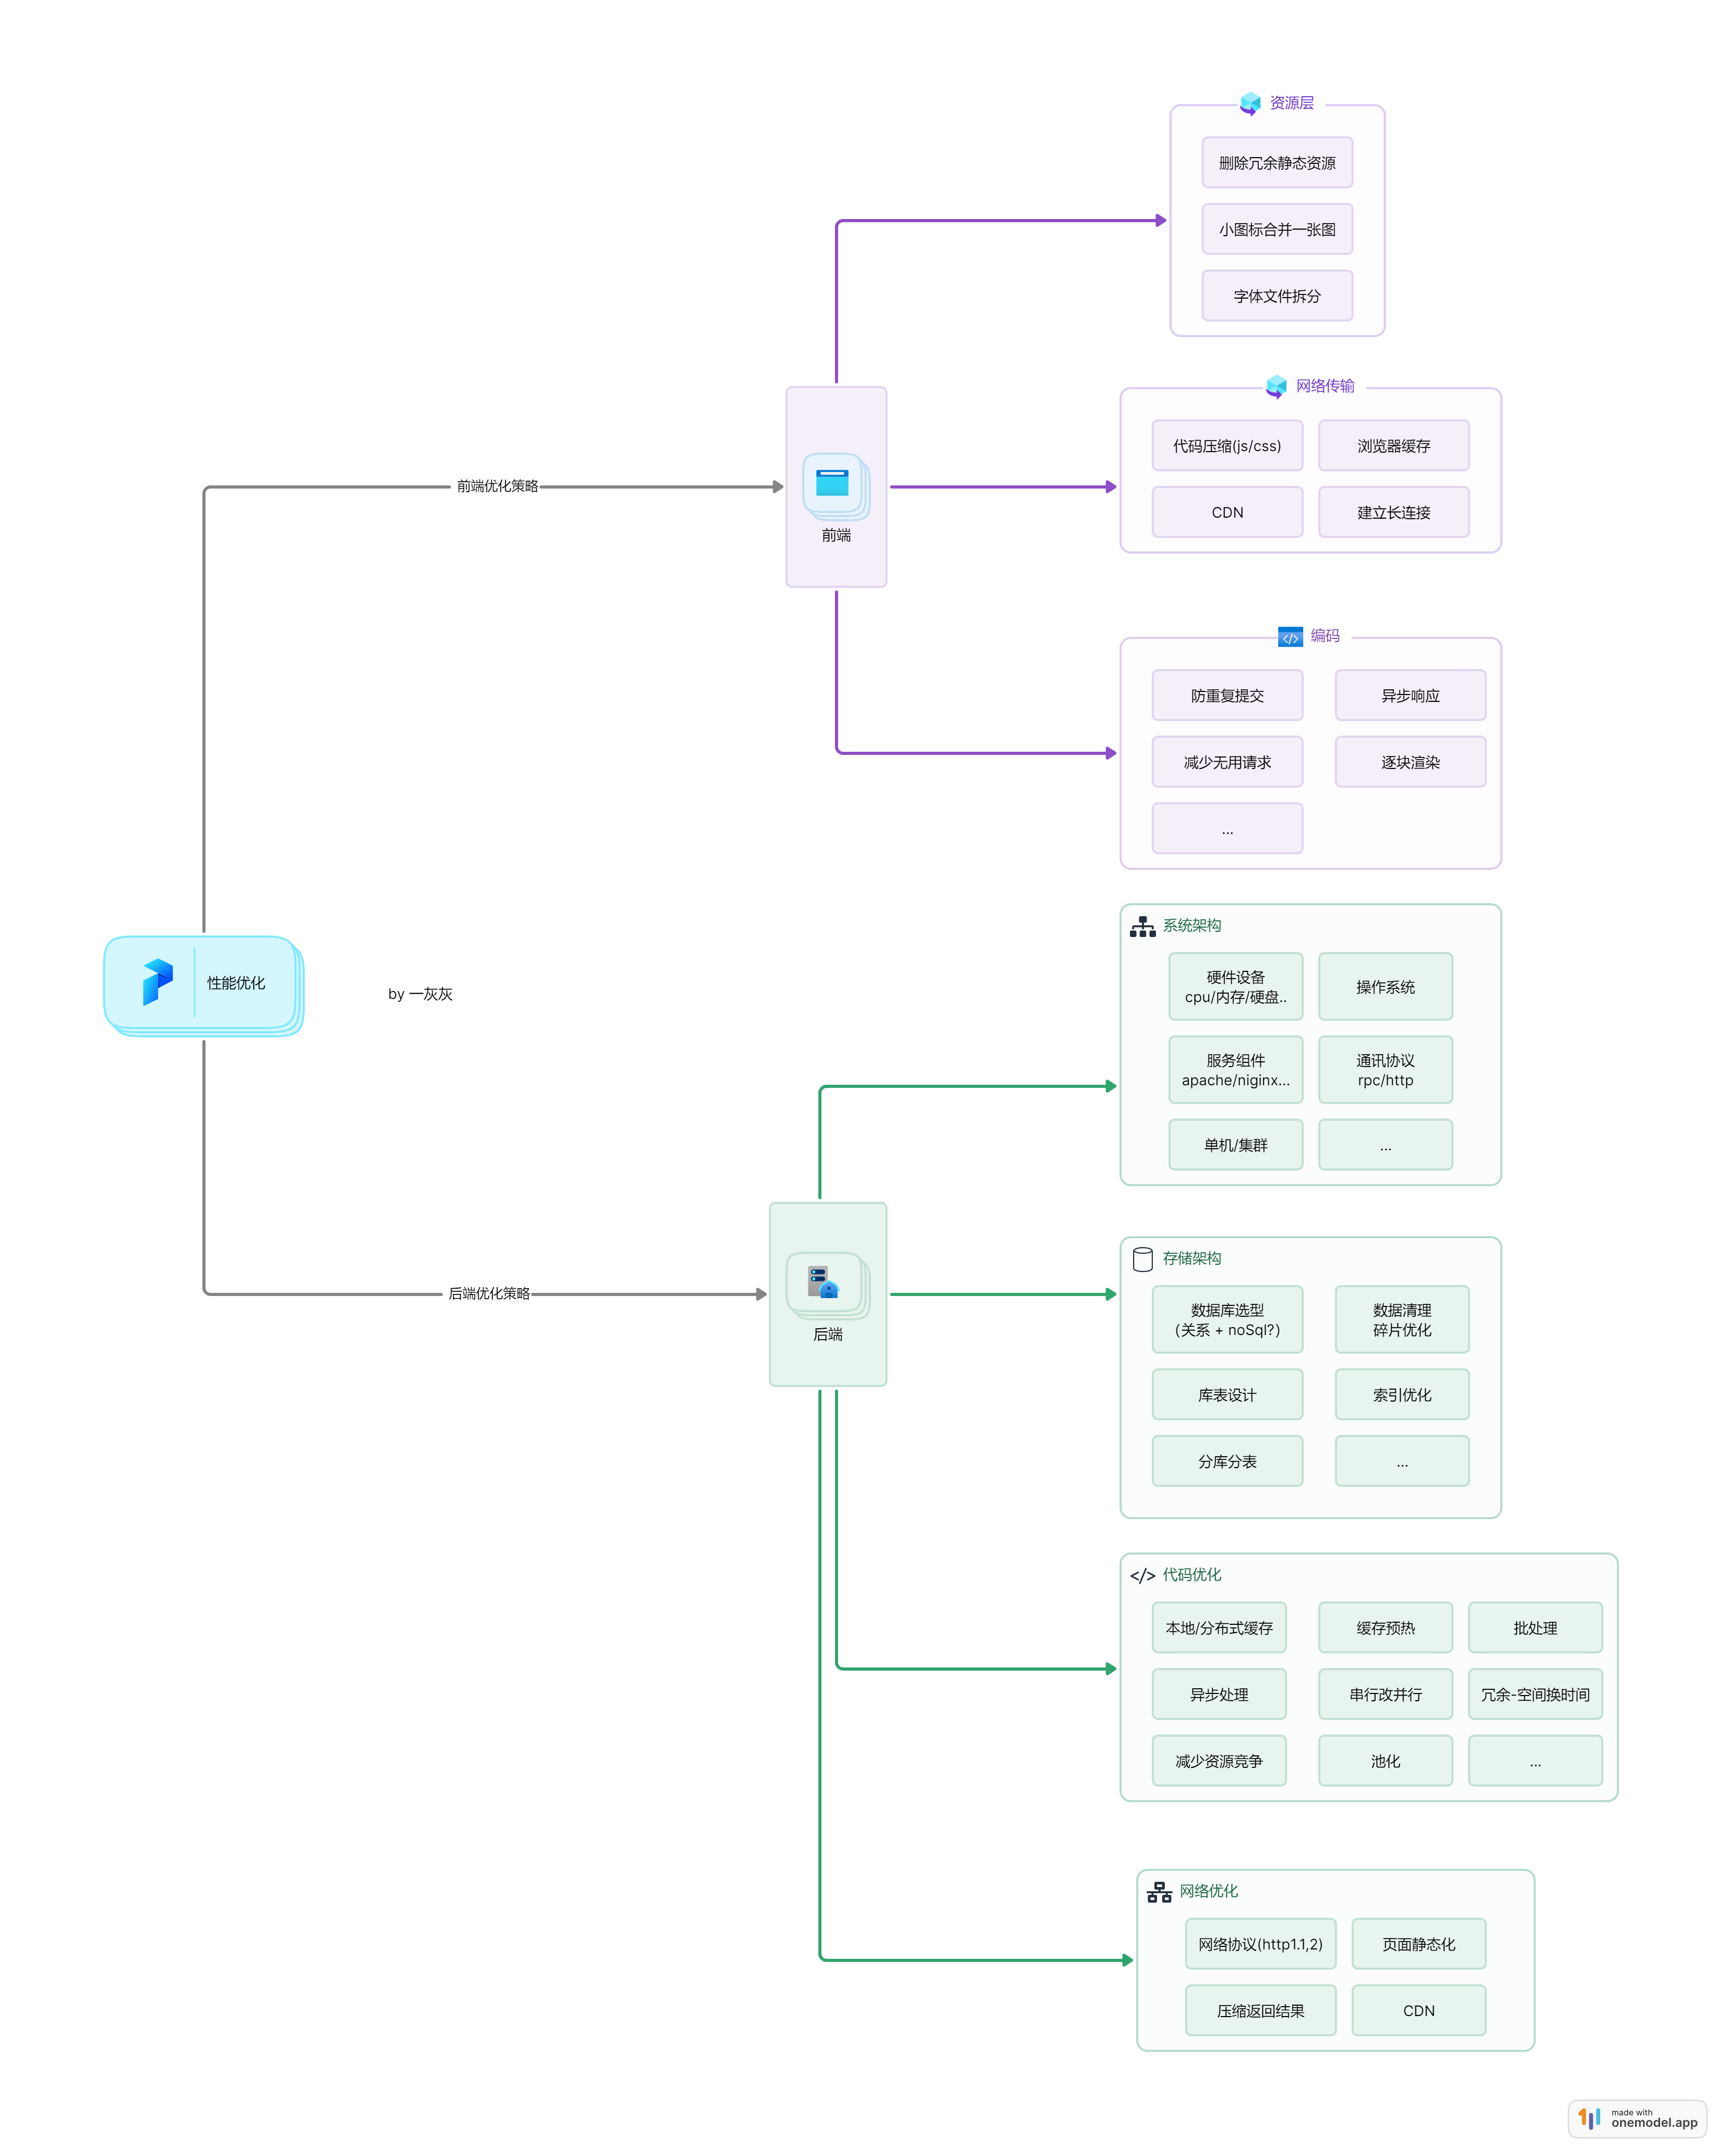 资源层
删除冗余静态资源
小图标合并一张图
字体文件拆分
网络传输
代码压缩(js/css)
浏览器缓存
CDN
建立长连接
前端优化策略
前端
编码
防重复提交
异步响应
减少无用请求
逐块渲染
...
性能优化
by 一灰灰
系统架构
硬件设备
cpu/内存/硬盘..
操作系统
服务组件
apache/niginx...
通讯协议
rpc/http
单机/集群
...
后端优化策略
后端
存储架构
数据库选型
（关系 + noSql?）
数据清理
碎片优化
库表设计
索引优化
分库分表
...
代码优化
本地/分布式缓存
缓存预热
批处理
异步处理
串行改并行
冗余-空间换时间
减少资源竞争
池化
...
网络优化
网络协议(http1.1,2)
页面静态化
压缩返回结果
CDN
made with
onemodel.app